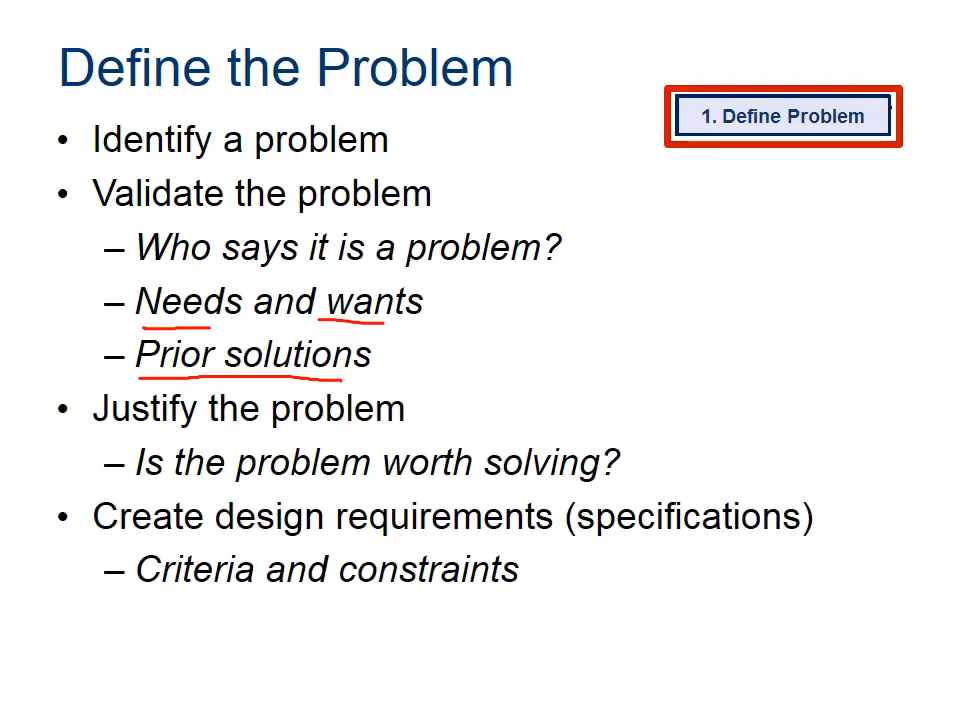 Define the Problem
1. Define Problem
• Identify a problem
• Validate the problem
– Who says it is a problem?
– Needs and wants
– Prior solutions
• Justify the problem
– Is the problem worth solving?
• Create design requirements (specifications)
– Criteria and constraints